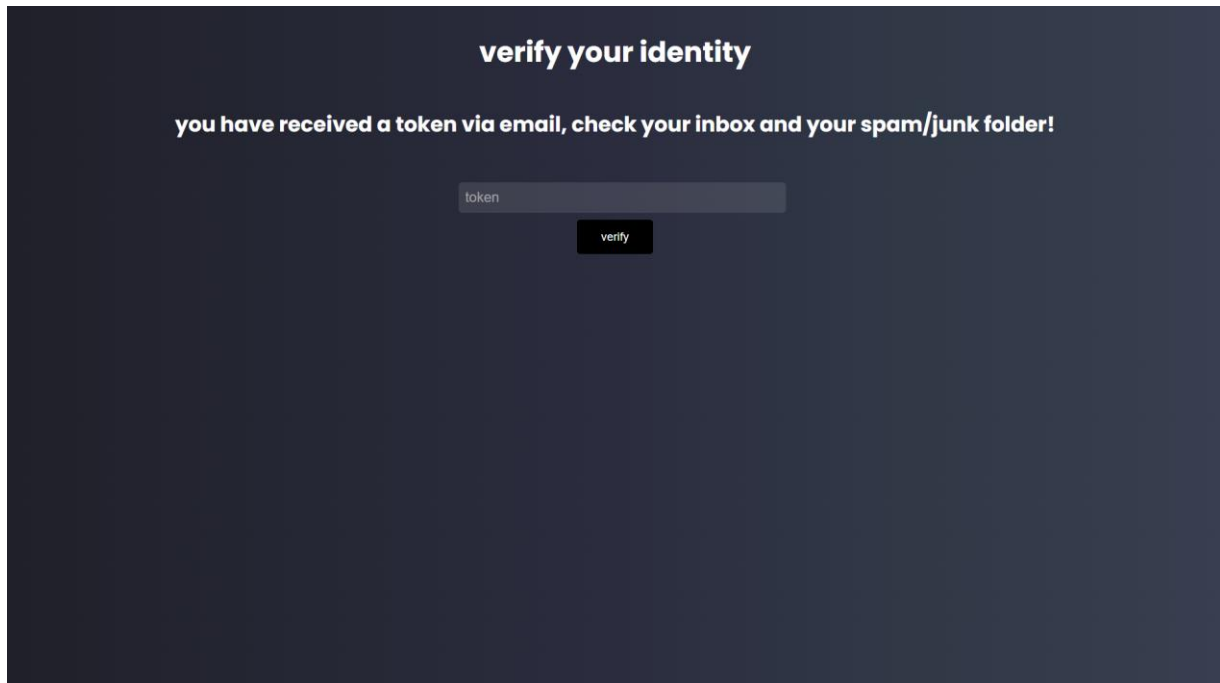 verify your identity
you have received a token via email, check your inbox and your spam/junk folder!
token
verify